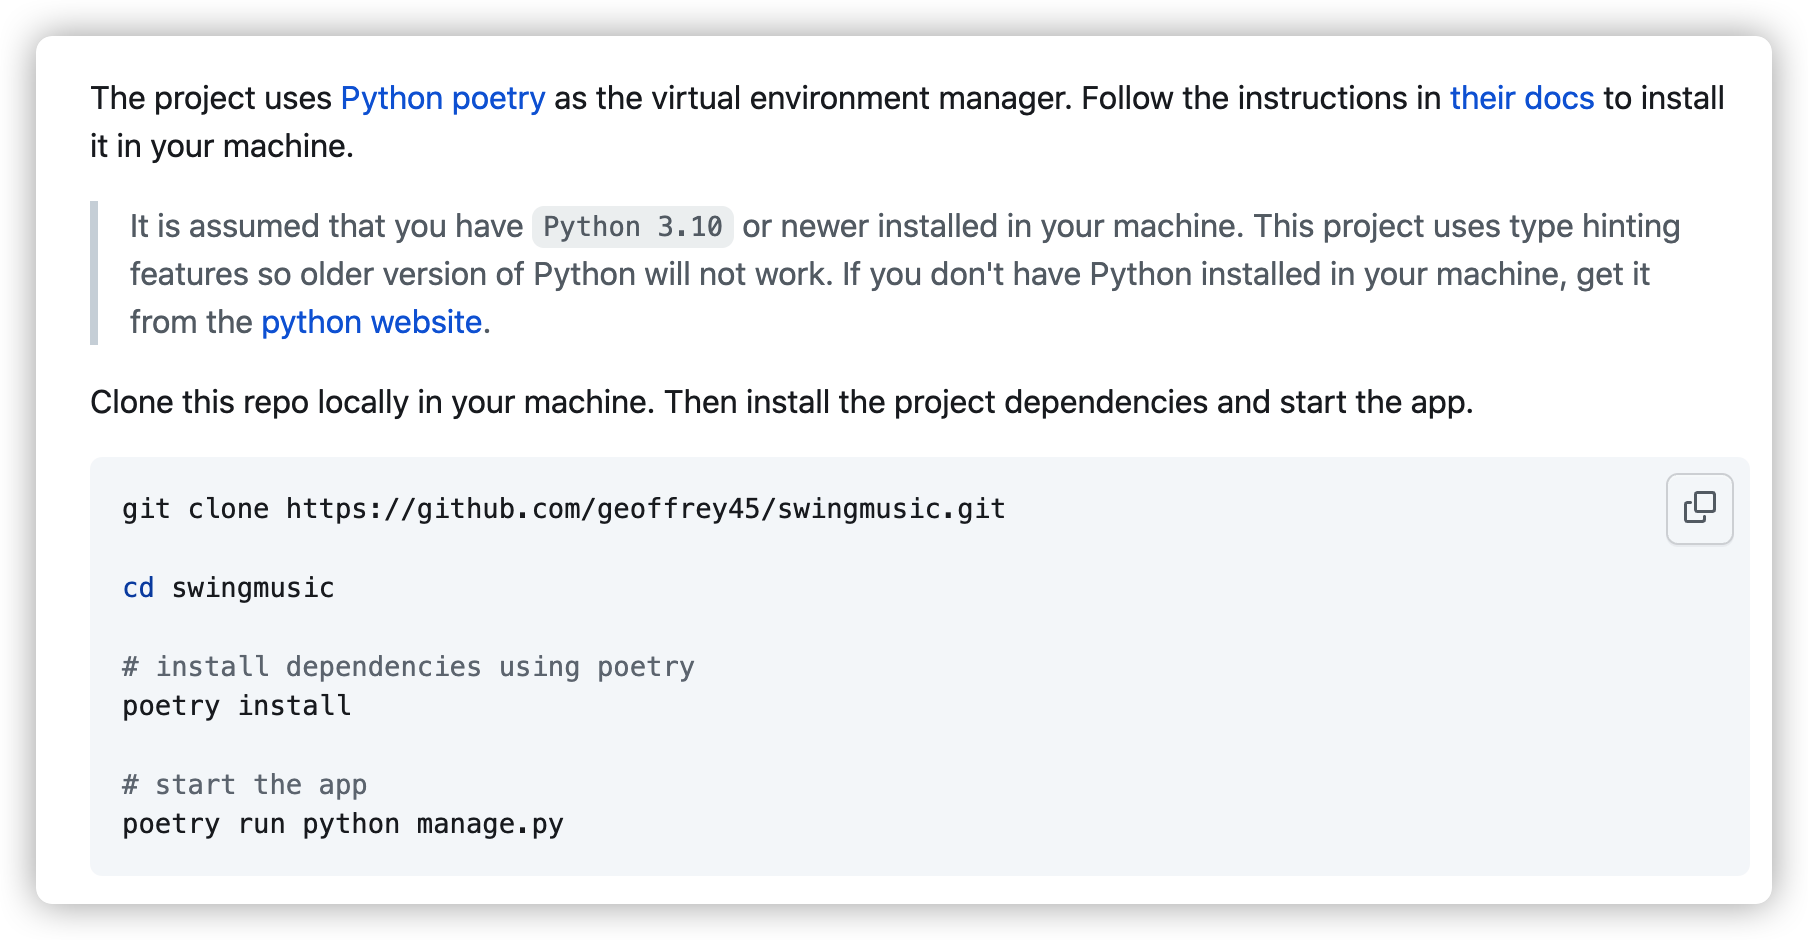 The project uses Python poetry as the virtual environment manager. Follow the instructions in their docs to install
it in your machine.
It is assumed that you have Python 3.10 or newer installed in your machine. This project uses type hinting
features so older version of Python will not work. If you don't have Python installed in your machine, get it
from the python website.
Clone this repo locally in your machine. Then install the project dependencies and start the app.
git clone https://github.com/geoffrey45/swingmusic.git
cd swingmusic
# install dependencies using poetry
poetry install
# start the app
poetry run python manage.py